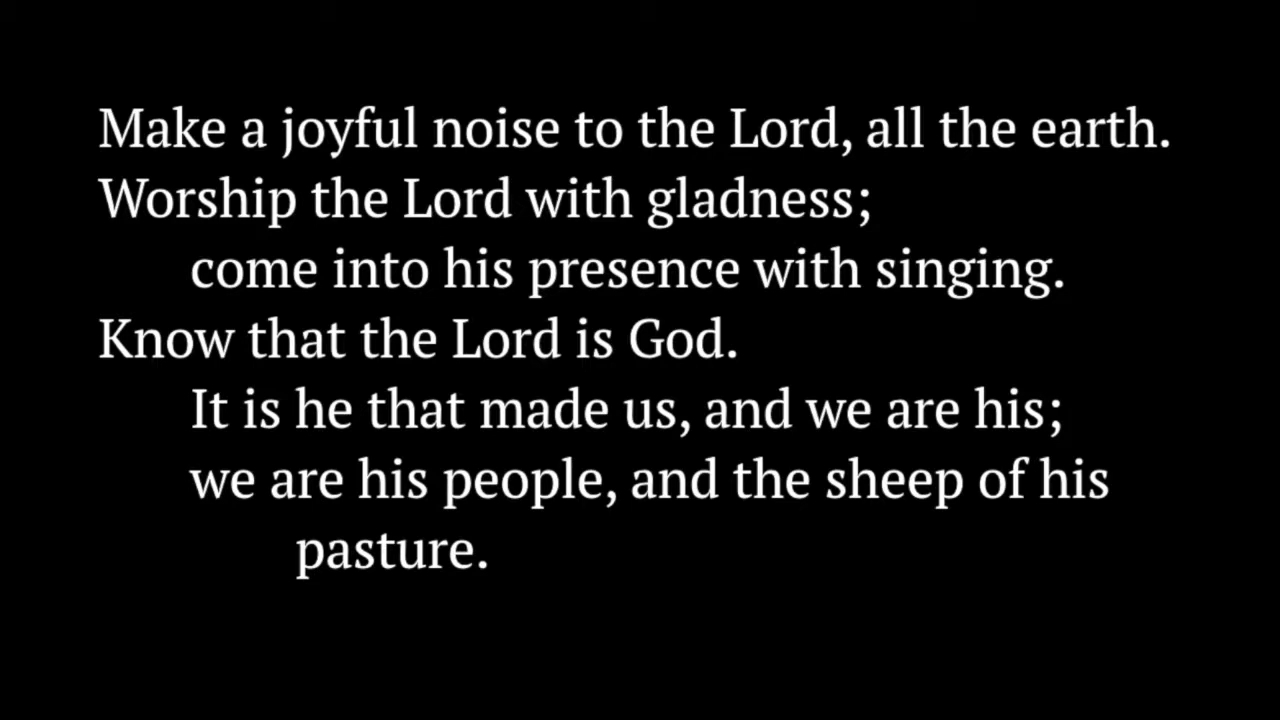 Make a joyful noise to the Lord, all the earth.
Worship the Lord with gladness;
come into his presence with singing.
Know that the Lord is God.
It is he that made us, and we are his;
we are his people, and the sheep of his
pasture.